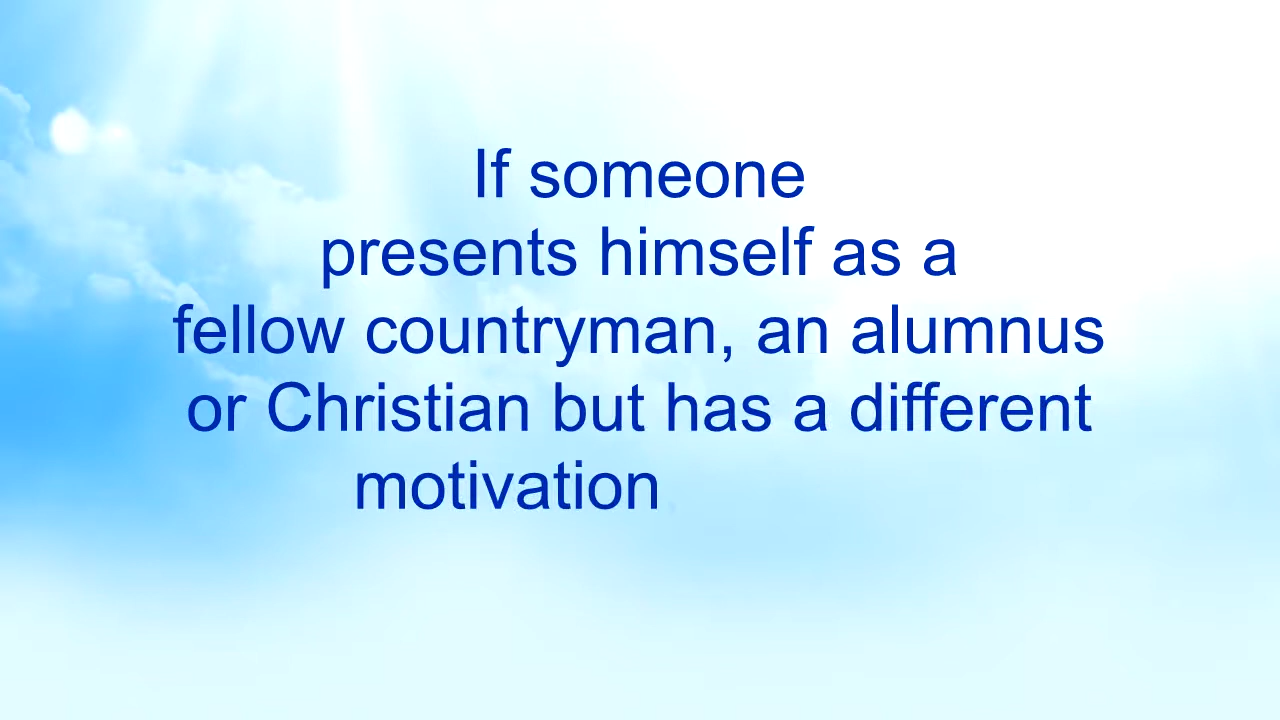 If someone
presents himself as a
fellow countryman, an alumnus
or Christian but has a different
motivation